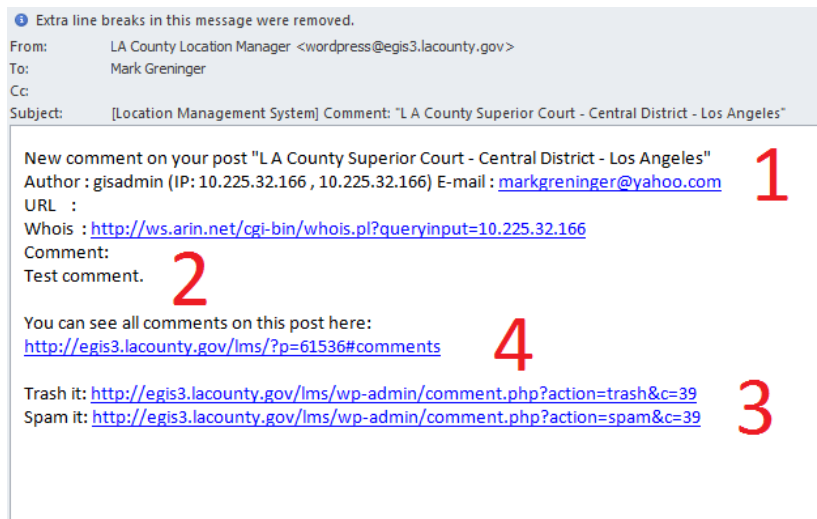 Extra line breaks in this message were removed.
From: LA County Location Manager <wordpress@egis3.lacounty.gov>
To: Mark Greninger
Cc:
Subject: [Location Management System] Comment: "L A County Superior Court - Central District - Los Angeles"
New comment on your post "L A County Superior Court - Central District - Los Angeles"
1
Author : gisadmin (IP: 10.225.32.166 , 10.225.32.166) E-mail : markgreninger@yahoo.com
URL :
Whois : http://ws.arin.net/cgi-bin/whois.pl?queryinput=10.225.32.166
Comment:
2
Test comment.
You can see all comments on this post here:
4
http://egis3.lacounty.gov/lms/?p=61536#comments
Trash it: http://egis3.lacounty.gov/lms/wp-admin/comment.php?action=trash&c=39
3
Spam it: http://egis3.lacounty.gov/lms/wp-admin/comment.php?action=spam&c=39